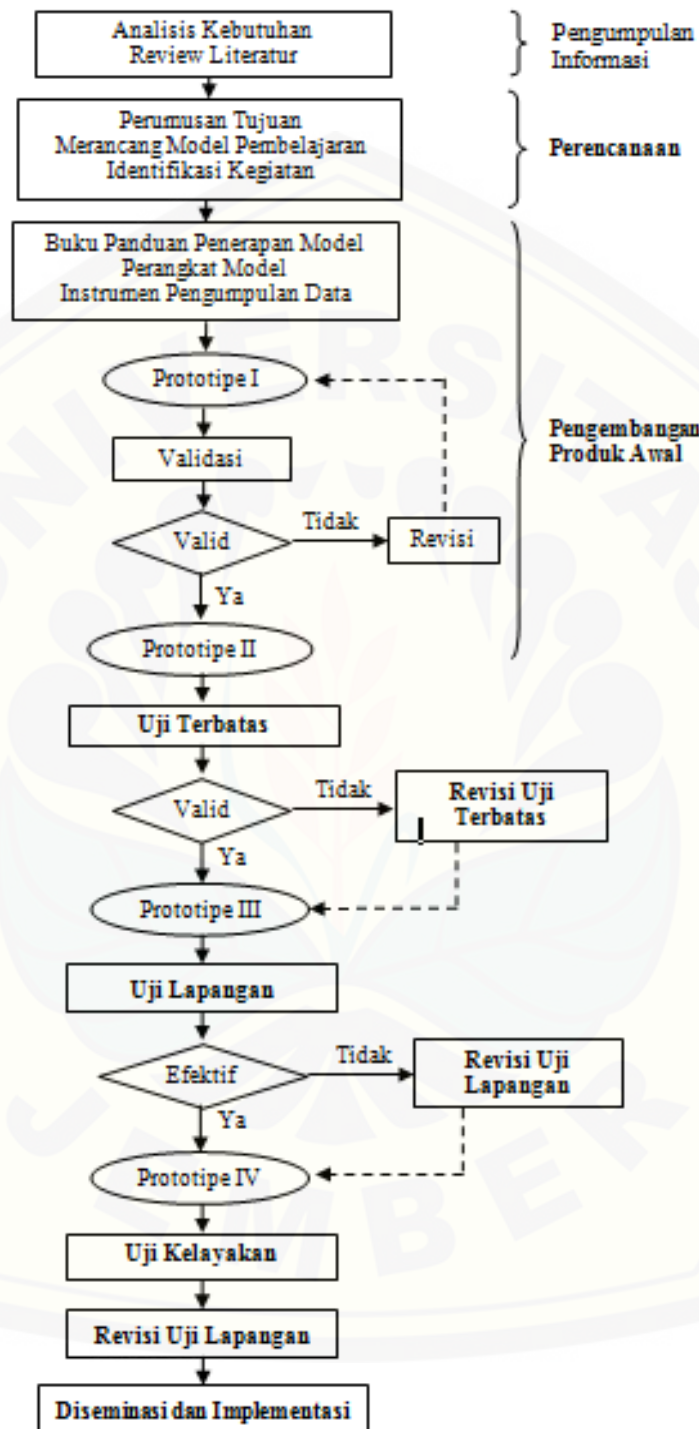 Analisis Kebutuhan
Review Literatur
Pengumpulan
Informasi
Perumusan Tujuan
Merancang Model Pembelajaran
Identifikasi Kegiatan
Perencanaan
Buku Panduan Penerapan Model
Perangkat Model
Instrumen Pengumpulan Data
Prototipe I
Validasi
Pengembangan
Produk Awal
Valid
Tidak
Revisi
Ya
Prototipe II
Uji Terbatas
Valid
Tidak
Revisi Uji
Terbatas
Ya
Prototipe III
Uji Lapangan
Efektif
Tidak
Revisi Uji
Lapangan
Ya
Prototipe IV
Uji Kelayakan
Revisi Uji Lapangan
Diseminasi dan Implementasi
UNIVERSITAS
JEMBER